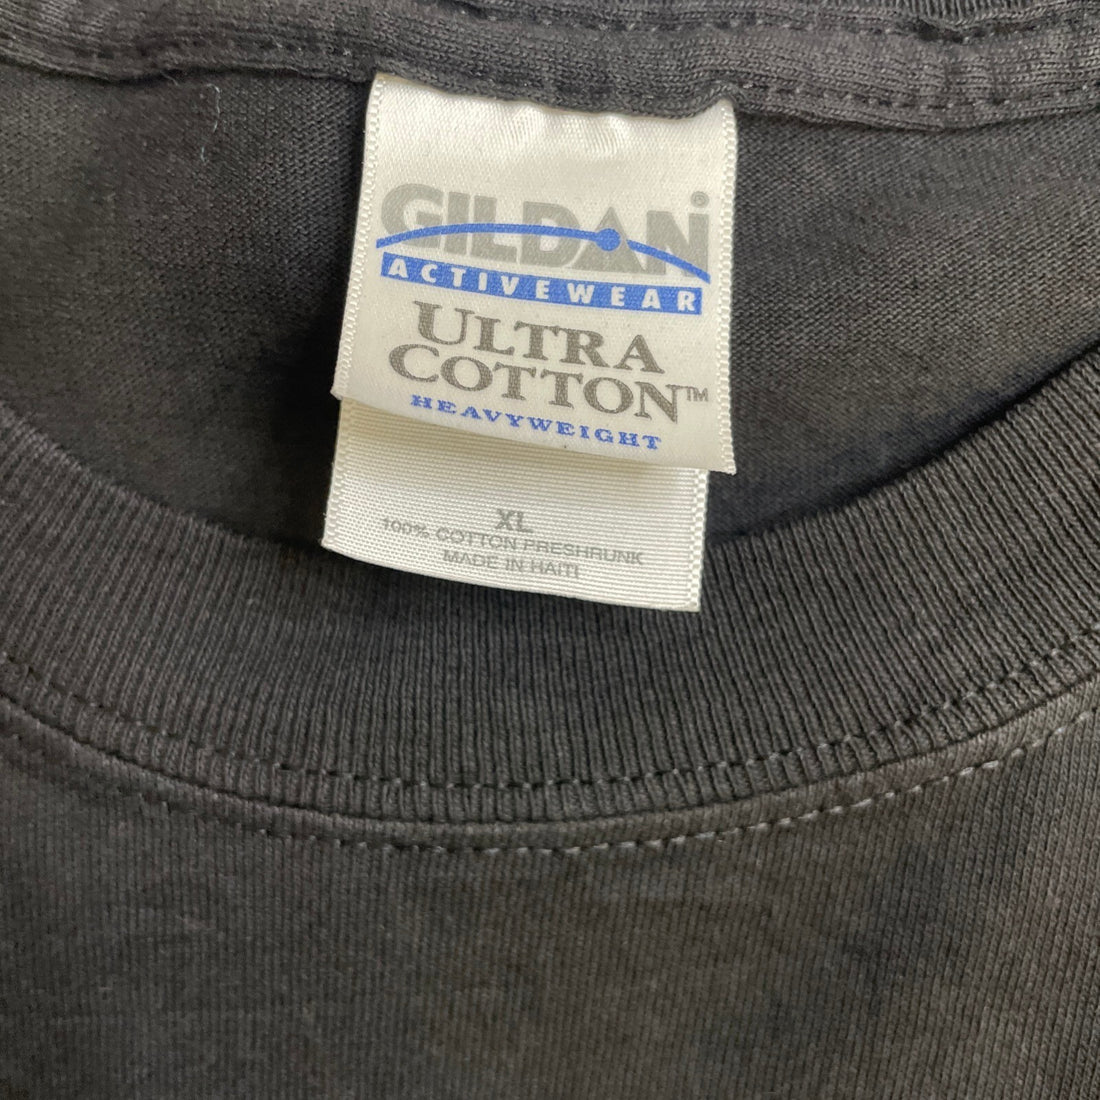 GILDAN®
ACTIVEWEAR
ULTRA
COTTON™
HEAVYWEIGHT
XL
100% COTTON PRESHRUNK
MADE IN HAITI